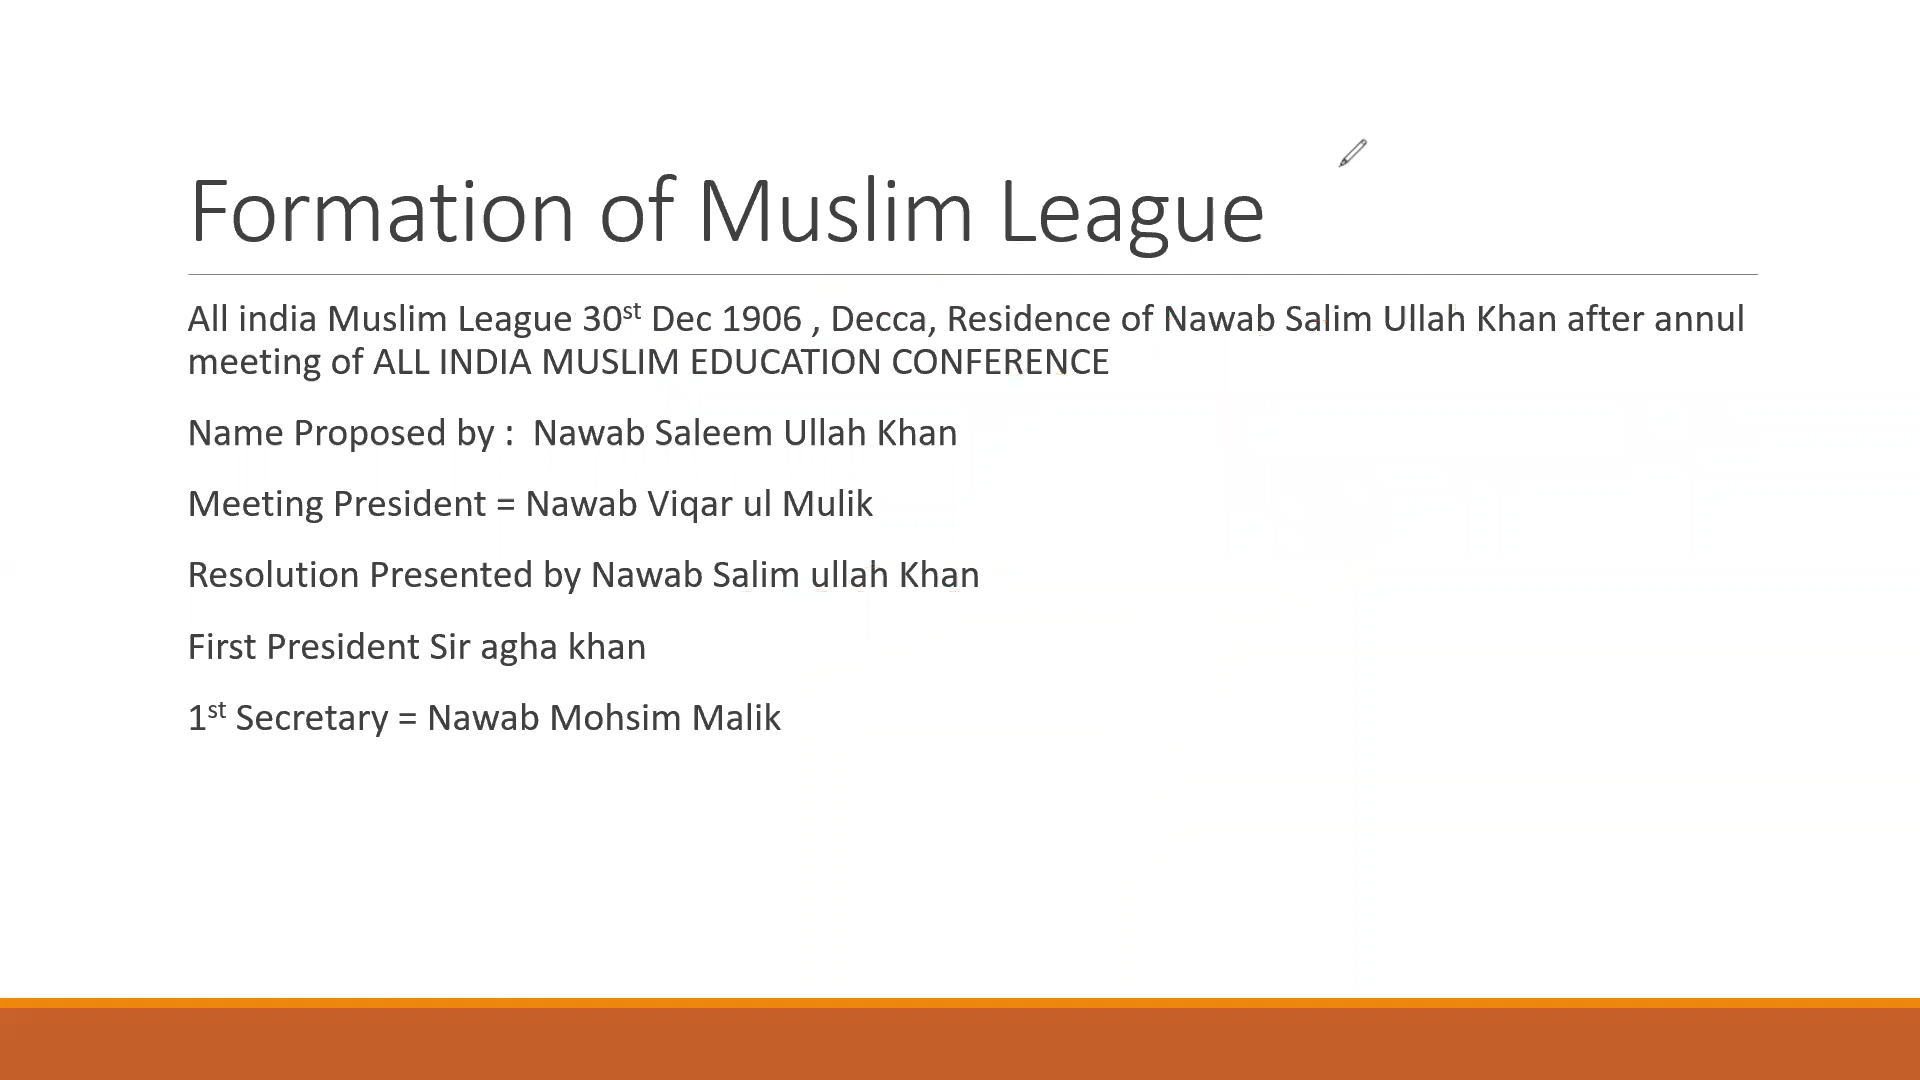 Formation of Muslim League
All india Muslim League 30st Dec 1906 , Decca, Residence of Nawab Salim Ullah Khan after annul
meeting of ALL INDIA MUSLIM EDUCATION CONFERENCE
Name Proposed by :  Nawab Saleem Ullah Khan
Meeting President = Nawab Viqar ul Mulik
Resolution Presented by Nawab Salim ullah Khan
First President Sir agha khan
1st Secretary = Nawab Mohsim Malik